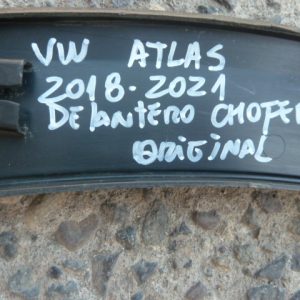 VW ATLAS
2018-2021
DELANTERO CHOFER
ORIGINAL